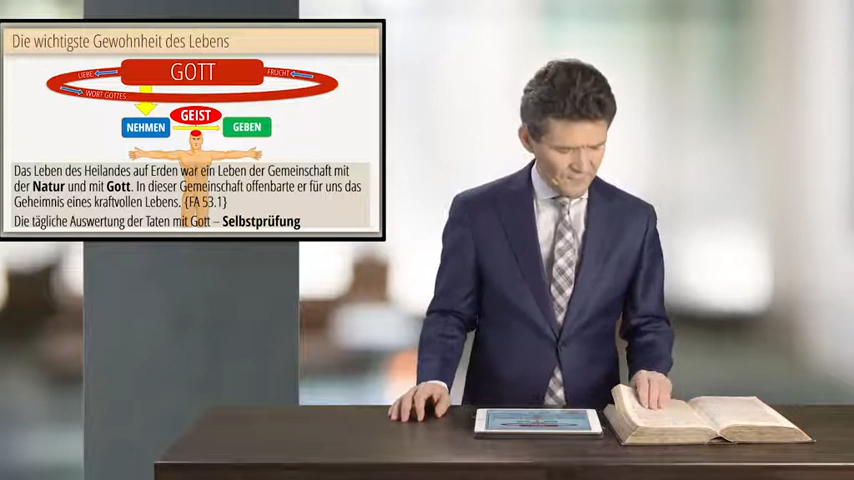 Die wichtigste Gewohnheit des Lebens
GOTT
LIEBE
FRUCHT
WORT GOTTES
GEIST
NEHMEN
GEBEN
Das Leben des Heilandes auf Erden war ein Leben der Gemeinschaft mit
der Natur und mit Gott. In dieser Gemeinschaft offenbarte er für uns das
Geheimnis eines kraftvollen Lebens. {FA 53.1}
Die tägliche Auswertung der Taten mit Gott – Selbstprüfung